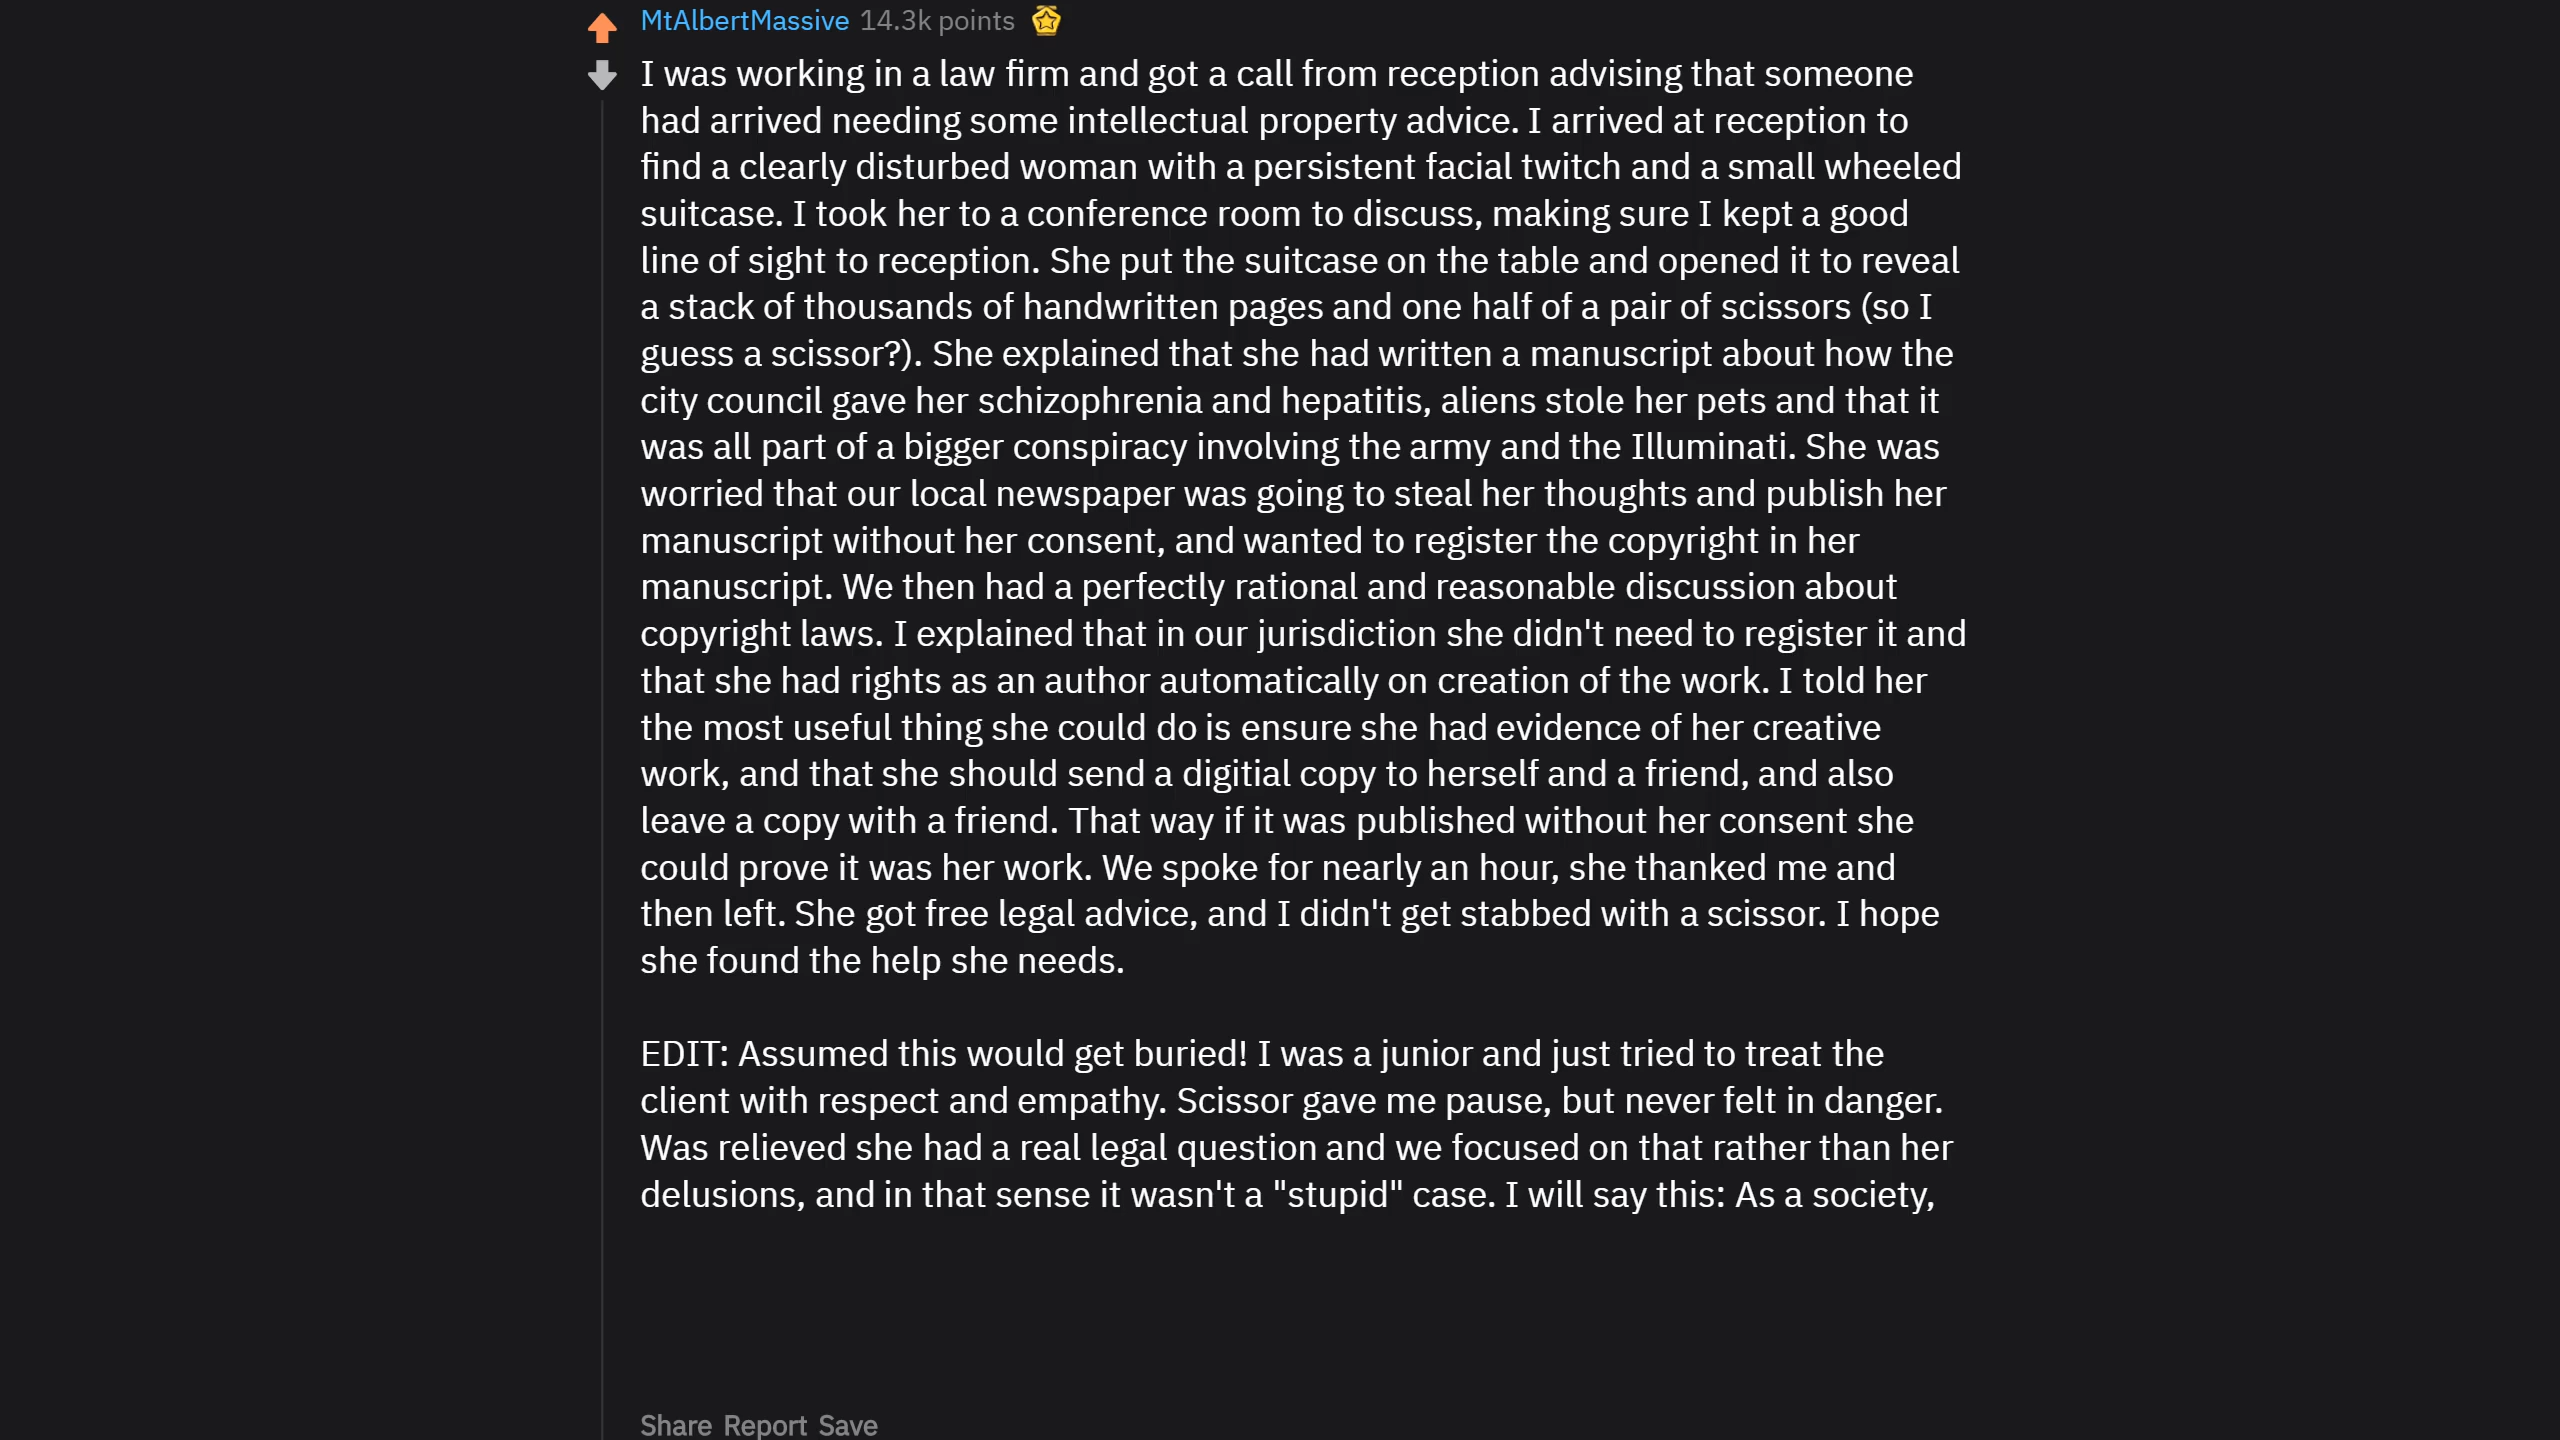 MtAlbertMassive 14.3k points
I was working in a law firm and got a call from reception advising that someone
had arrived needing some intellectual property advice. I arrived at reception to
find a clearly disturbed woman with a persistent facial twitch and a small wheeled
suitcase. I took her to a conference room to discuss, making sure I kept a good
line of sight to reception. She put the suitcase on the table and opened it to reveal
a stack of thousands of handwritten pages and one half of a pair of scissors (so I
guess a scissor?). She explained that she had written a manuscript about how the
city council gave her schizophrenia and hepatitis, aliens stole her pets and that it
was all part of a bigger conspiracy involving the army and the Illuminati. She was
worried that our local newspaper was going to steal her thoughts and publish her
manuscript without her consent, and wanted to register the copyright in her
manuscript. We then had a perfectly rational and reasonable discussion about
copyright laws. I explained that in our jurisdiction she didn't need to register it and
that she had rights as an author automatically on creation of the work. I told her
the most useful thing she could do is ensure she had evidence of her creative
work, and that she should send a digitial copy to herself and a friend, and also
leave a copy with a friend. That way if it was published without her consent she
could prove it was her work. We spoke for nearly an hour, she thanked me and
then left. She got free legal advice, and I didn't get stabbed with a scissor. I hope
she found the help she needs.
EDIT: Assumed this would get buried! I was a junior and just tried to treat the
client with respect and empathy. Scissor gave me pause, but never felt in danger.
Was relieved she had a real legal question and we focused on that rather than her
delusions, and in that sense it wasn't a "stupid" case. I will say this: As a society,
Share Report Save